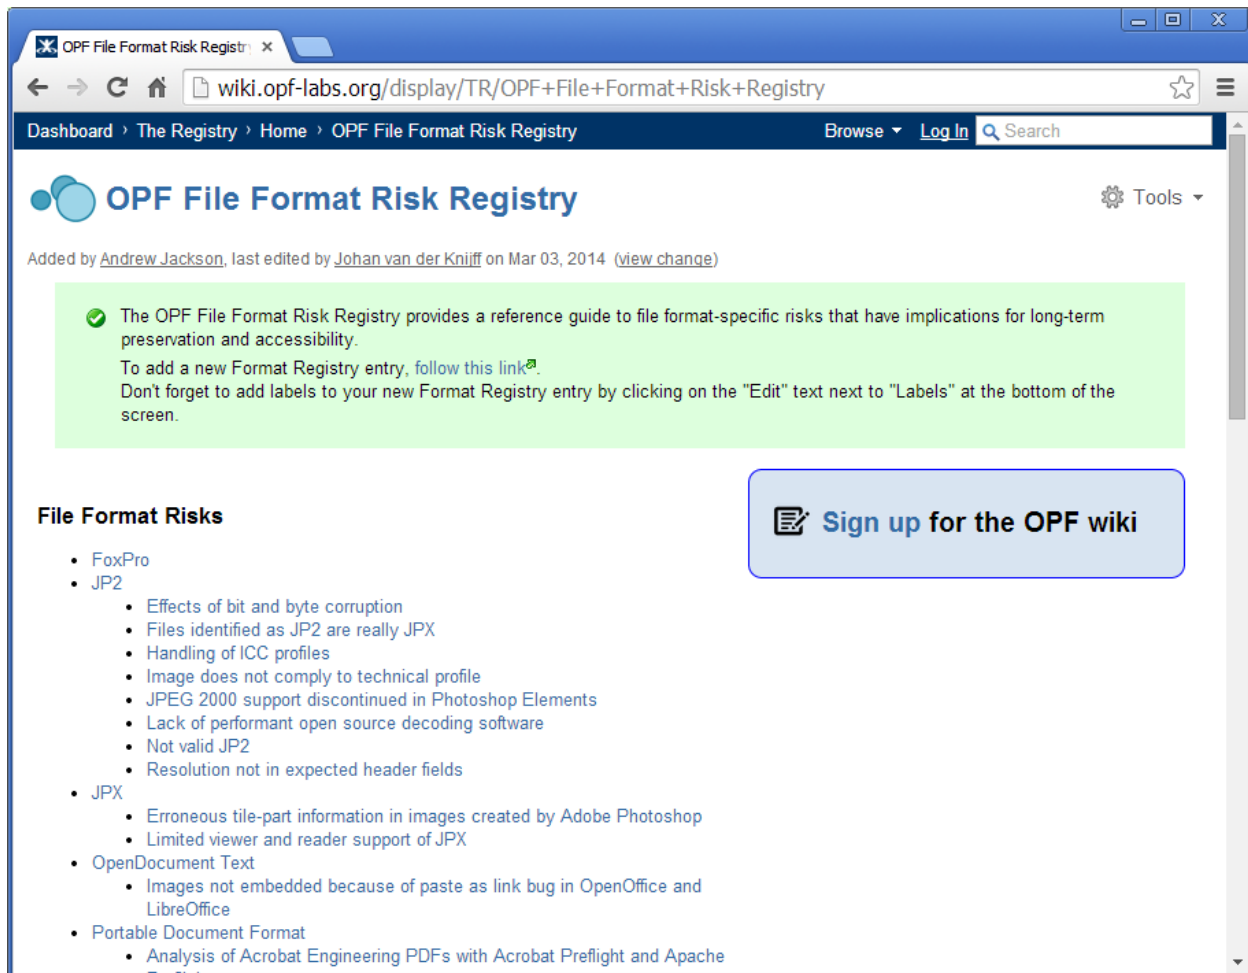 OPF File Format Risk Registr
wiki.opf-labs.org/display/TR/OPF+File+Format+Risk+Registry
Dashboard › The Registry › Home › OPF File Format Risk Registry Browse Log In Search
OPF File Format Risk Registry
Tools
Added by Andrew Jackson, last edited by Johan van der Knijff on Mar 03, 2014 (view change)
The OPF File Format Risk Registry provides a reference guide to file format-specific risks that have implications for long-term
preservation and accessibility.
To add a new Format Registry entry, follow this link.
Don't forget to add labels to your new Format Registry entry by clicking on the "Edit" text next to "Labels" at the bottom of the
screen.
Sign up for the OPF wiki
File Format Risks
• FoxPro
• JP2
• Effects of bit and byte corruption
• Files identified as JP2 are really JPX
• Handling of ICC profiles
• Image does not comply to technical profile
• JPEG 2000 support discontinued in Photoshop Elements
• Lack of performant open source decoding software
• Not valid JP2
• Resolution not in expected header fields
• JPX
• Erroneous tile-part information in images created by Adobe Photoshop
• Limited viewer and reader support of JPX
• OpenDocument Text
• Images not embedded because of paste as link bug in OpenOffice and
LibreOffice
• Portable Document Format
• Analysis of Acrobat Engineering PDFs with Acrobat Preflight and Apache